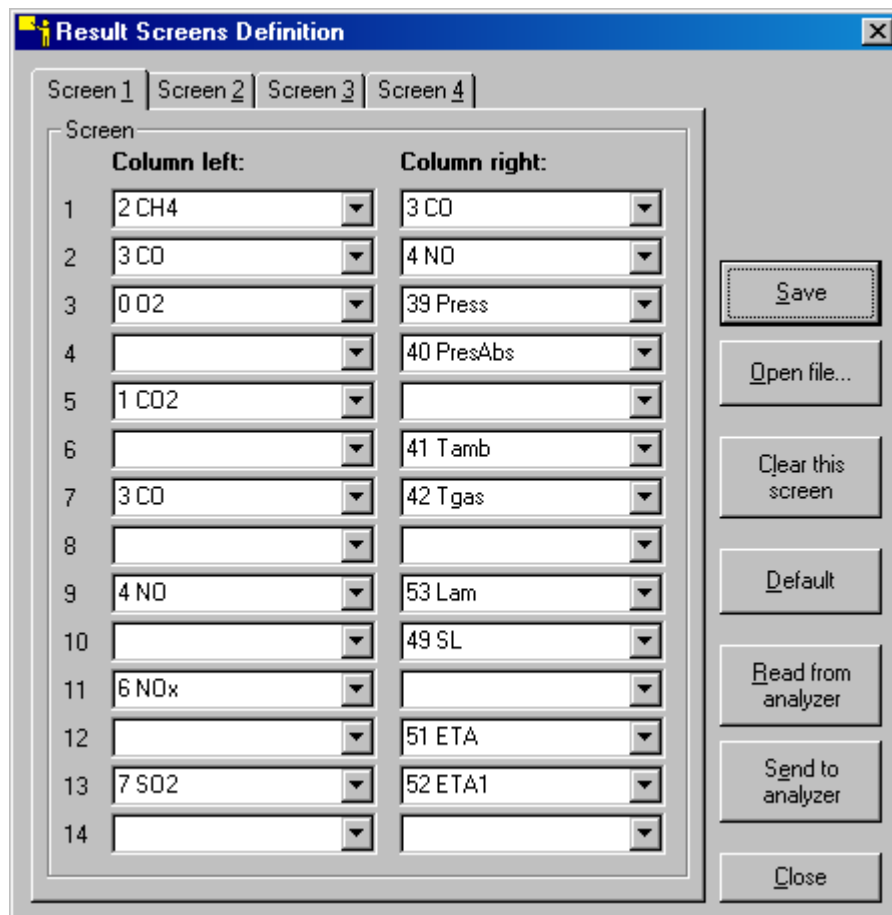 Result Screens Definition
Screen 1 Screen 2 Screen 3 Screen 4
Screen
Column left: Column right:
1 2 CH4 3 CO
2 3 CO 4 NO
3 0 O2 39 Press
4 40 PresAbs
5 1 CO2
6 41 Tamb
7 3 CO 42 Tgas
8
9 4 NO 53 Lam
10 49 SL
11 6 NOx
12 51 ETA
13 7 SO2 52 ETA1
14
Save
Open file...
Clear this
screen
Default
Read from
analyzer
Send to
analyzer
Close